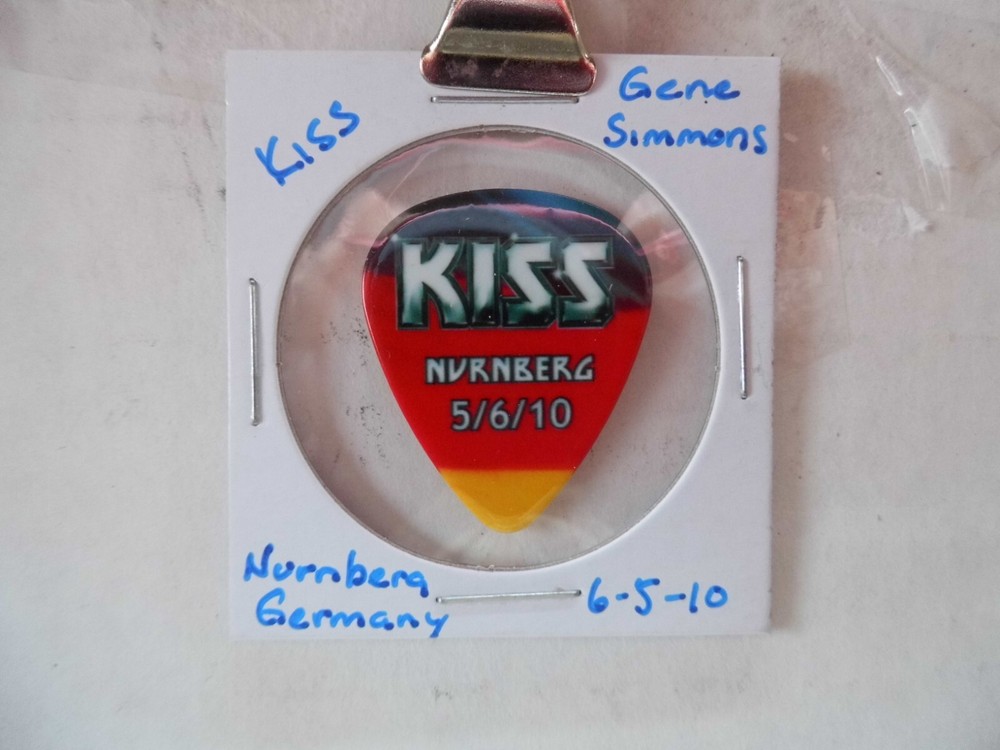 Kiss
Gene
Simmons
KISS
NVRNBERG
5/6/10
Nurnberg
Germany
6-5-10